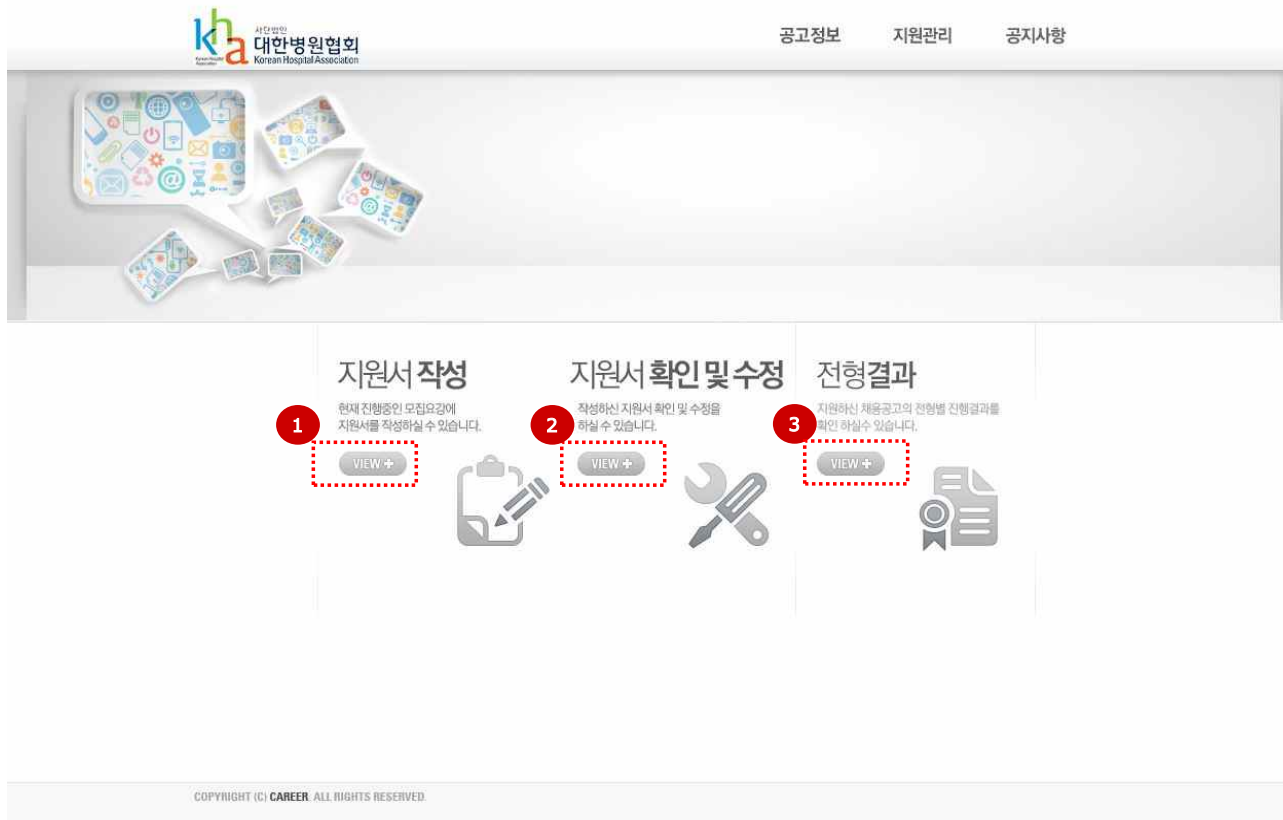 kha
사단법인
대한병원협회
Korean Hospital Association
Korean Hospital
Association
공고정보 지원관리 공지사항
지원서 작성
현재 진행중인 모집요강에
지원서를 작성하실 수 있습니다.
1
VIEW +
지원서 확인 및 수정
작성하신 지원서 확인 및 수정을
하실 수 있습니다.
2
VIEW +
전형결과
지원하신 채용공고의 전형별 진행결과를
확인 하실수 있습니다.
3
VIEW +
COPYRIGHT (C) CAREER. ALL RIGHTS RESERVED.